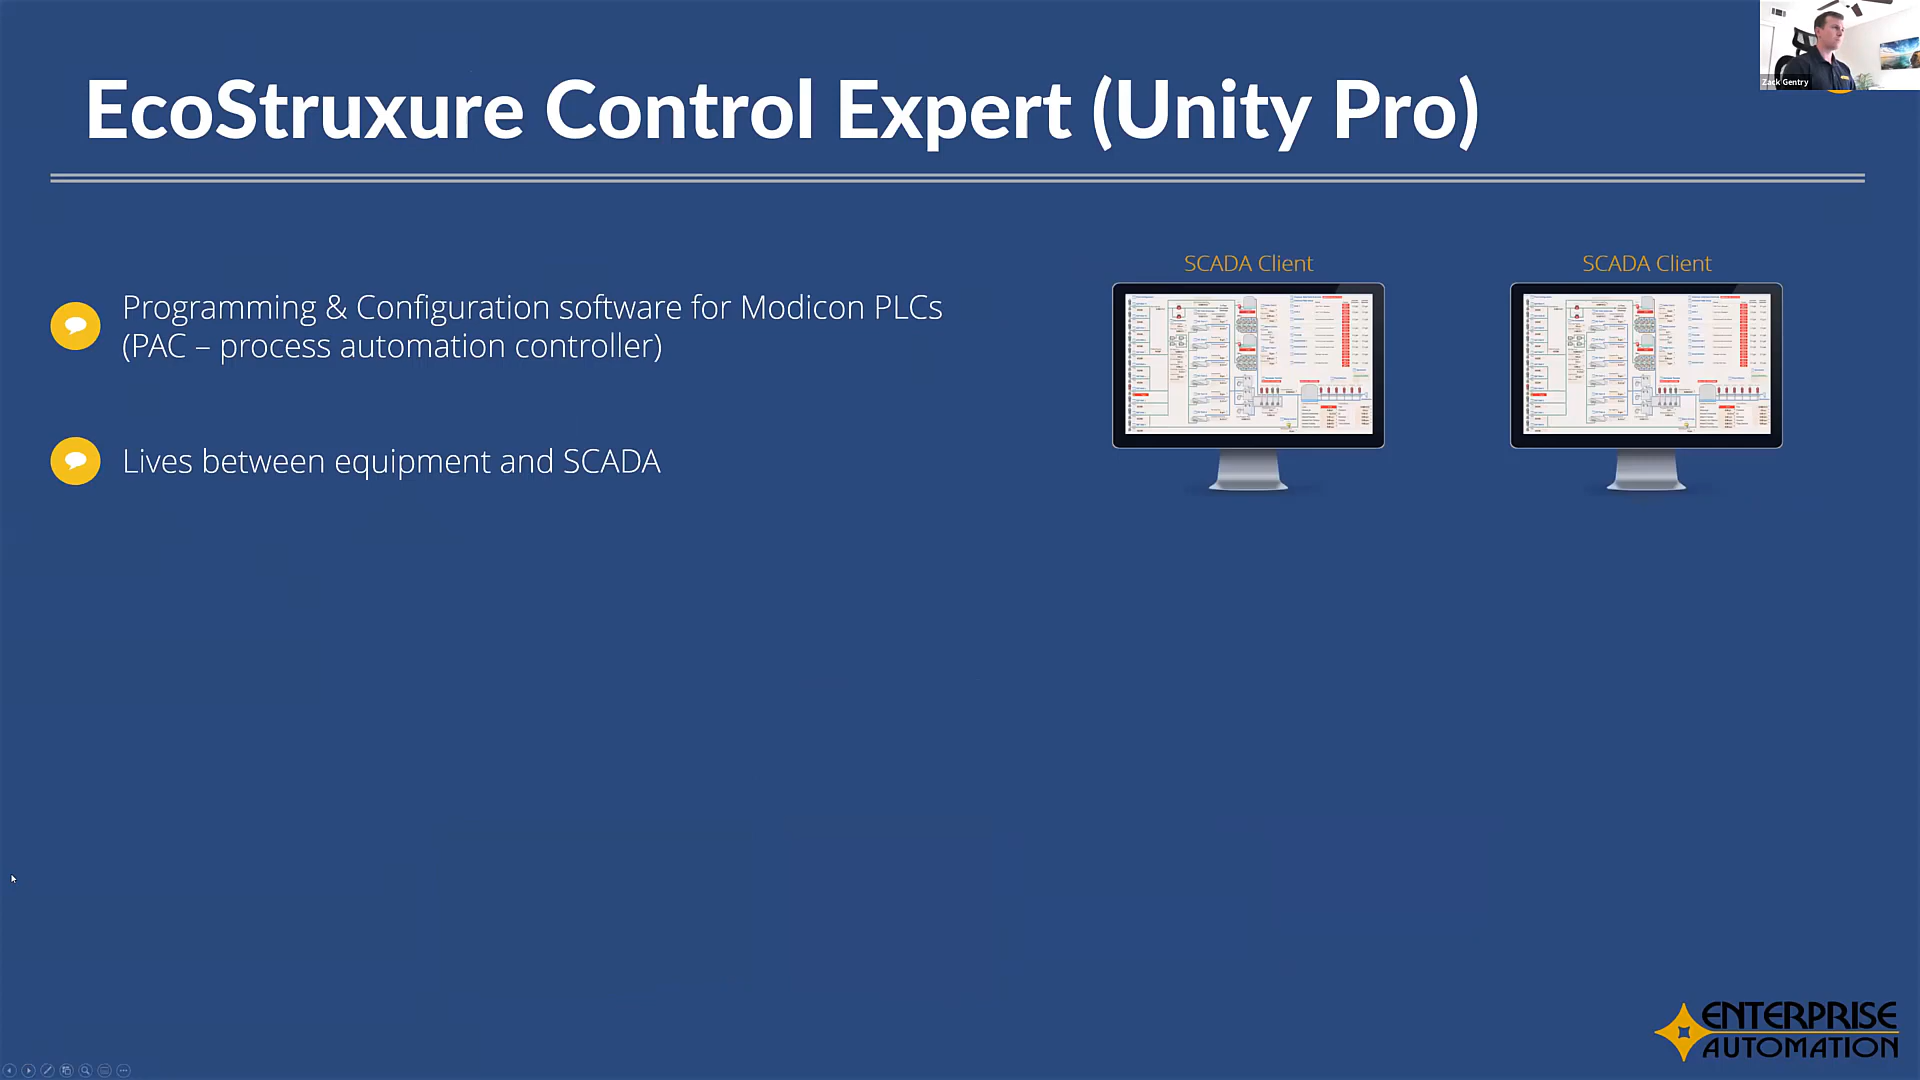 EcoStruxure Control Expert (Unity Pro)
Zack Gentry
SCADA Client
SCADA Client
Programming & Configuration software for Modicon PLCs
(PAC – process automation controller)
Lives between equipment and SCADA
ENTERPRISE
AUTOMATION